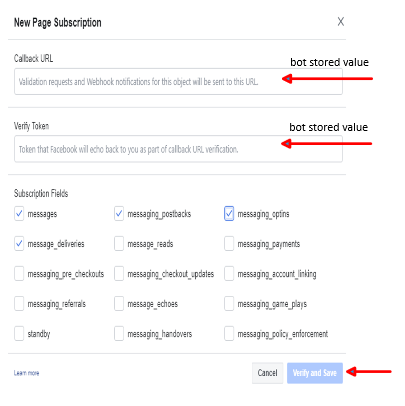 New Page Subscription X
Callback URL
bot stored value
Validation requests and Webhook notifications for this object will be sent to this URL.
Verify Token
bot stored value
Token that Facebook will echo back to you as part of callback URL verification.
Subscription Fields
messages messaging_postbacks messaging_optins
message_deliveries message_reads messaging_payments
messaging_pre_checkouts messaging_checkout_updates messaging_account_linking
messaging_referrals message_echoes messaging_game_plays
standby messaging_handovers messaging_policy_enforcement
Learn more Cancel Verify and Save